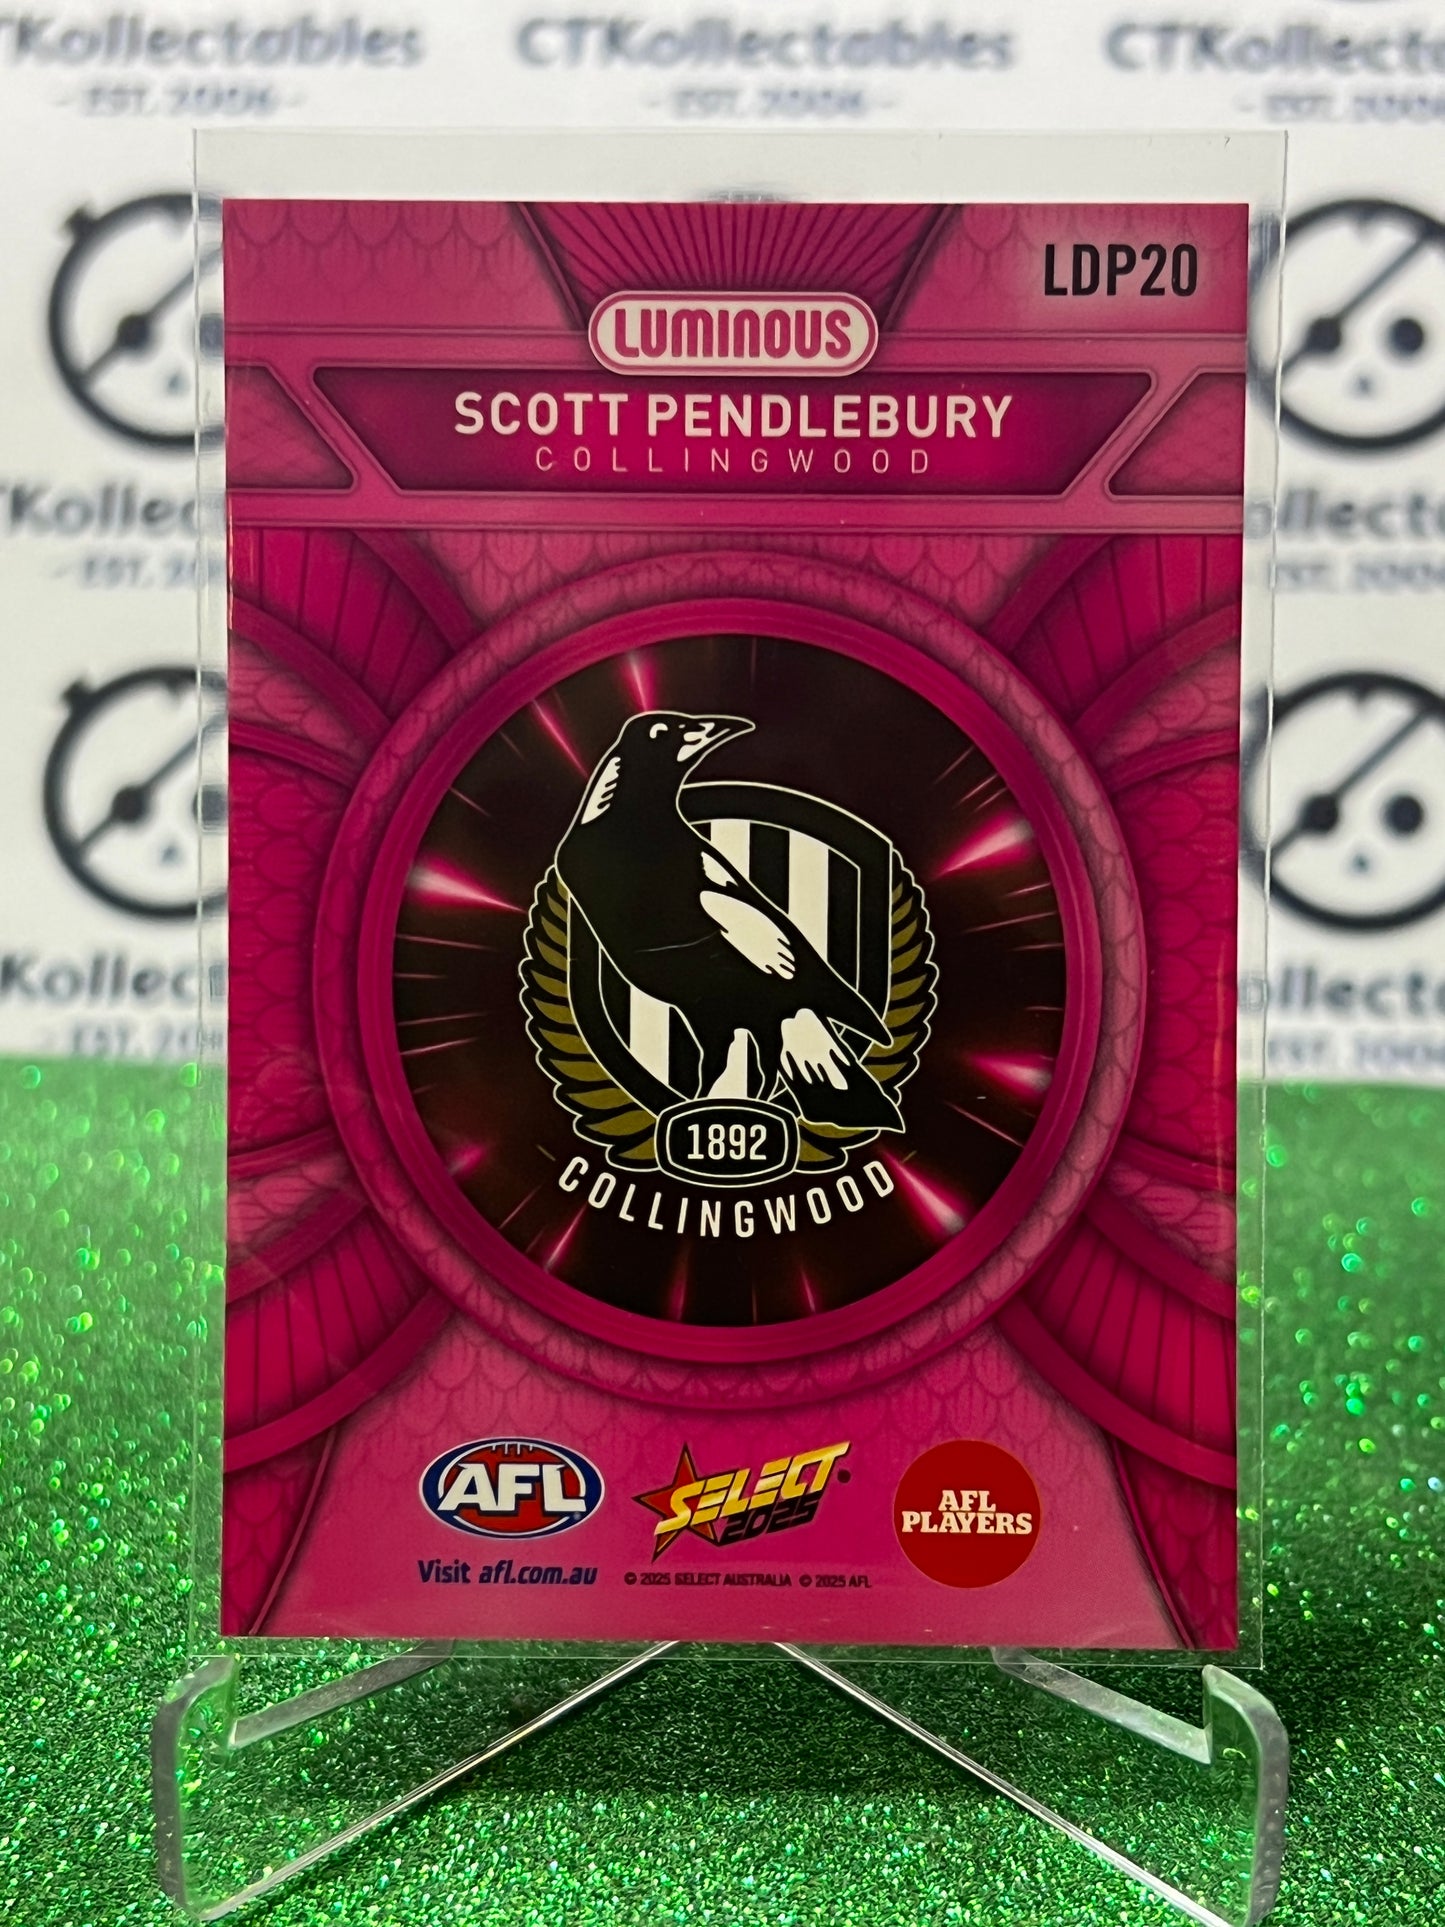 CTKollectables
CTKollectables
CTKollect
- EST. 2006 -
- EST. 2006 -
- EST. 2006
LDP20
LUMINOUS
SCOTT PENDLEBURY
COLLINGWOOD
1892
COLLINGWOOD
AFL
SELECT
2025
AFL
PLAYERS
Visit afl.com.au
© 2025 SELECT AUSTRALIA © 2025 AFL